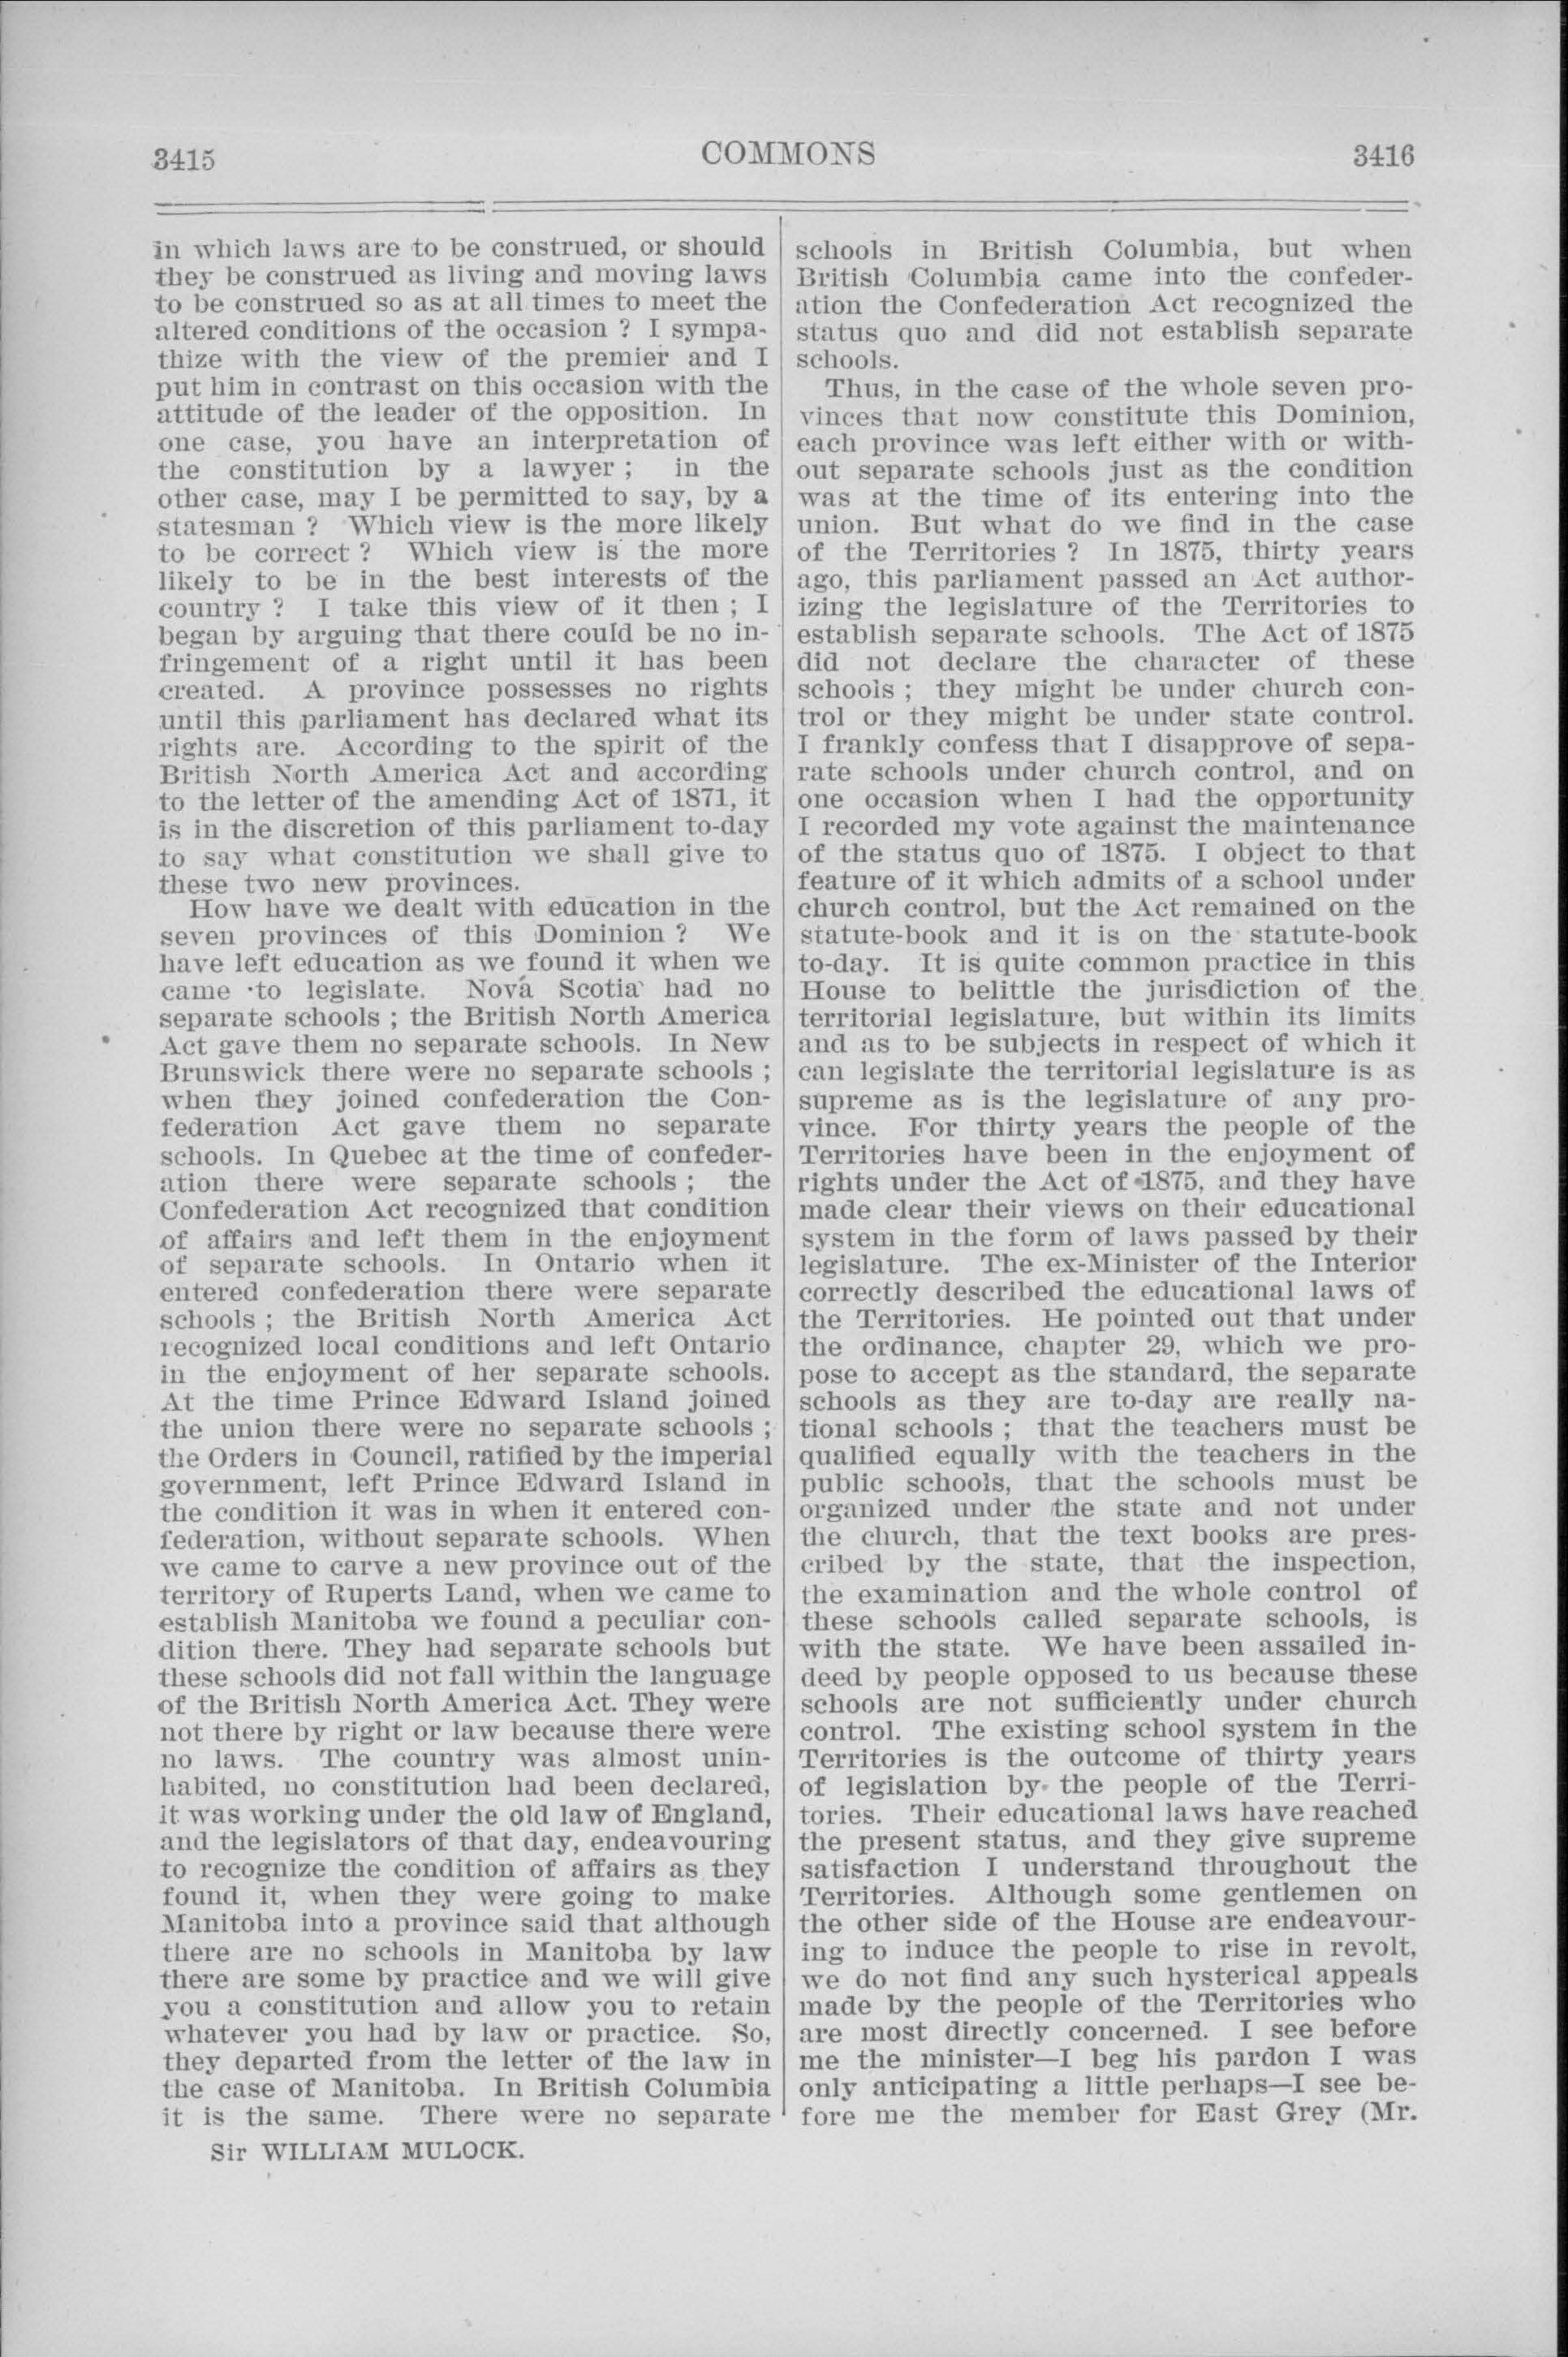 3415
COMMONS
3416
in which laws are to be construed, or should
they be construed as living and moving laws
to be construed so as at all times to meet the
altered conditions of the occasion ? I sympa-
thize with the view of the premier and I
put him in contrast on this occasion with the
attitude of the leader of the opposition. In
one case, you have an interpretation of
the constitution by a lawyer ; in the
other case, may I be permitted to say, by a
statesman ? Which view is the more likely
to be correct ? Which view is the more
likely to be in the best interests of the
country ? I take this view of it then ; I
began by arguing that there could be no in-
fringement of a right until it has been
created. A province possesses no rights
until this parliament has declared what its
rights are. According to the spirit of the
British North America Act and according
to the letter of the amending Act of 1871, it
is in the discretion of this parliament to-day
to say what constitution we shall give to
these two new provinces.
How have we dealt with education in the
seven provinces of this Dominion ? We
have left education as we found it when we
came to legislate. Nova Scotia had no
separate schools ; the British North America
Act gave them no separate schools. In New
Brunswick there were no separate schools ;
when they joined confederation the Con-
federation Act gave them no separate
schools. In Quebec at the time of confeder-
ation there were separate schools ; the
Confederation Act recognized that condition
of affairs and left them in the enjoyment
of separate schools. In Ontario when it
entered confederation there were separate
schools ; the British North America Act
recognized local conditions and left Ontario
in the enjoyment of her separate schools.
At the time Prince Edward Island joined
the union there were no separate schools ;
the Orders in Council, ratified by the imperial
government, left Prince Edward Island in
the condition it was in when it entered con-
federation, without separate schools. When
we came to carve a new province out of the
territory of Ruperts Land, when we came to
establish Manitoba we found a peculiar con-
dition there. They had separate schools but
these schools did not fall within the language
of the British North America Act. They were
not there by right or law because there were
no laws. The country was almost unin-
habited, no constitution had been declared,
it was working under the old law of England,
and the legislators of that day, endeavouring
to recognize the condition of affairs as they
found it, when they were going to make
Manitoba into a province said that although
there are no schools in Manitoba by law
there are some by practice and we will give
you a constitution and allow you to retain
whatever you had by law or practice. So,
they departed from the letter of the law in
the case of Manitoba. In British Columbia
it is the same. There were no separate
Sir WILLIAM MULOCK.
schools in British Columbia, but when
British Columbia came into the confeder-
ation the Confederation Act recognized the
status quo and did not establish separate
schools.
Thus, in the case of the whole seven pro-
vinces that now constitute this Dominion,
each province was left either with or with-
out separate schools just as the condition
was at the time of its entering into the
union. But what do we find in the case
of the Territories ? In 1875, thirty years
ago, this parliament passed an Act author-
izing the legislature of the Territories to
establish separate schools. The Act of 1875
did not declare the character of these
schools ; they might be under church con-
trol or they might be under state control.
I frankly confess that I disapprove of sepa-
rate schools under church control, and on
one occasion when I had the opportunity
I recorded my vote against the maintenance
of the status quo of 1875. I object to that
feature of it which admits of a school under
church control, but the Act remained on the
statute-book and it is on the statute-book
to-day. It is quite common practice in this
House to belittle the jurisdiction of the
territorial legislature, but within its limits
and as to be subjects in respect of which it
can legislate the territorial legislature is as
supreme as is the legislature of any pro-
vince. For thirty years the people of the
Territories have been in the enjoyment of
rights under the Act of 1875, and they have
made clear their views on their educational
system in the form of laws passed by their
legislature. The ex-Minister of the Interior
correctly described the educational laws of
the Territories. He pointed out that under
the ordinance, chapter 29, which we pro-
pose to accept as the standard, the separate
schools as they are to-day are really na-
tional schools ; that the teachers must be
qualified equally with the teachers in the
public schools, that the schools must be
organized under the state and not under
the church, that the text books are pres-
cribed by the state, that the inspection,
the examination and the whole control of
these schools called separate schools, is
with the state. We have been assailed in-
deed by people opposed to us because these
schools are not sufficiently under church
control. The existing school system in the
Territories is the outcome of thirty years
of legislation by the people of the Terri-
tories. Their educational laws have reached
the present status, and they give supreme
satisfaction I understand throughout the
Territories. Although some gentlemen on
the other side of the House are endeavour-
ing to induce the people to rise in revolt,
we do not find any such hysterical appeals
made by the people of the Territories who
are most directly concerned. I see before
me the minister—I beg his pardon I was
only anticipating a little perhaps—I see be-
fore me the member for East Grey (Mr.